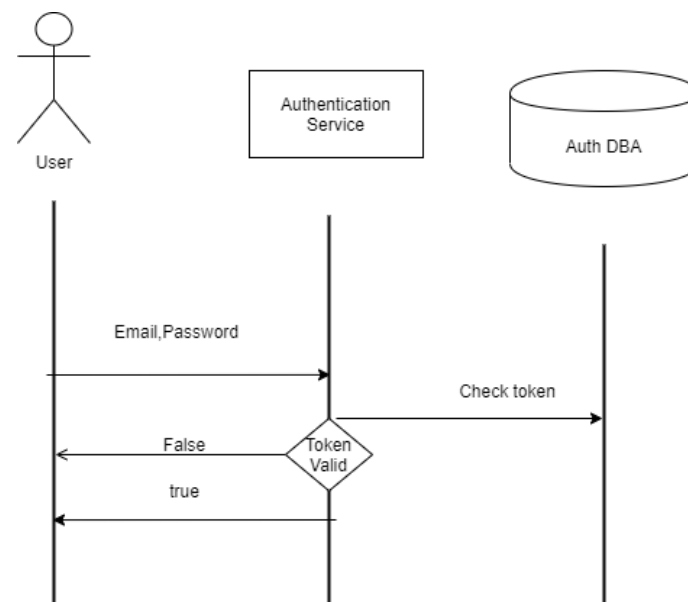 Authentication
Service
Auth DBA
User
Email,Password
Check token
False
Token
Valid
true